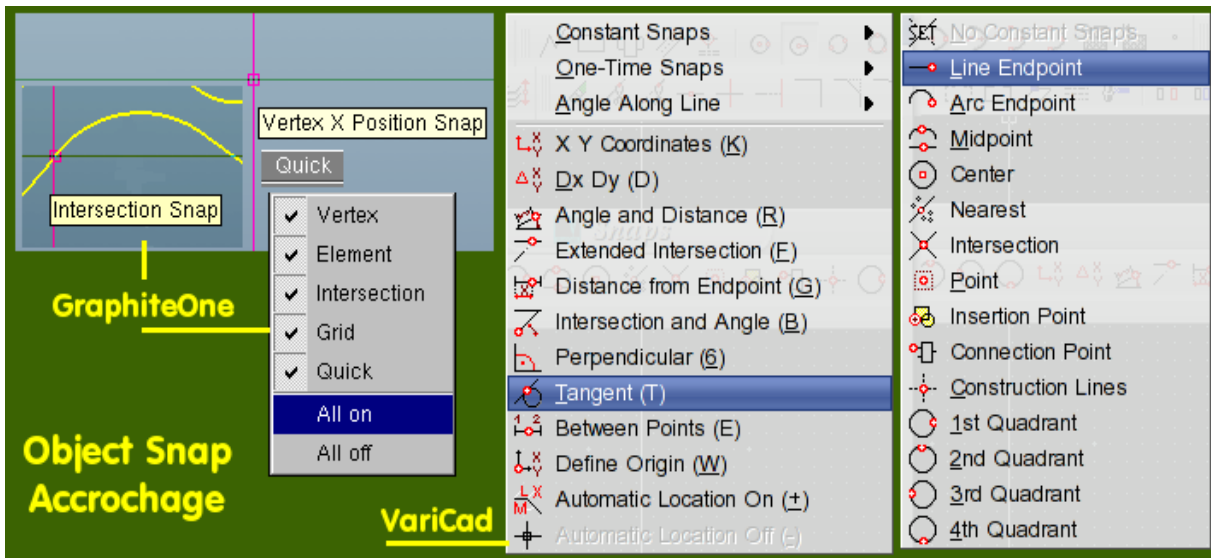 Vertex X Position Snap
Quick
Intersection Snap
Vertex
Element
Intersection
Grid
Quick
All on
All off
GraphiteOne
Object Snap
Accrochage
VariCad
Constant Snaps
One-Time Snaps
Angle Along Line
X Y Coordinates (K)
Dx Dy (D)
Angle and Distance (R)
Snaps
Extended Intersection (F)
Distance from Endpoint (G)
Intersection and Angle (B)
Perpendicular (6)
Tangent (T)
Between Points (E)
Define Origin (W)
Automatic Location On (+)
Automatic Location Off (-)
No Constant Snaps
Line Endpoint
Arc Endpoint
Midpoint
Center
Nearest
Intersection
Point
Insertion Point
Connection Point
Construction Lines
1st Quadrant
2nd Quadrant
3rd Quadrant
4th Quadrant